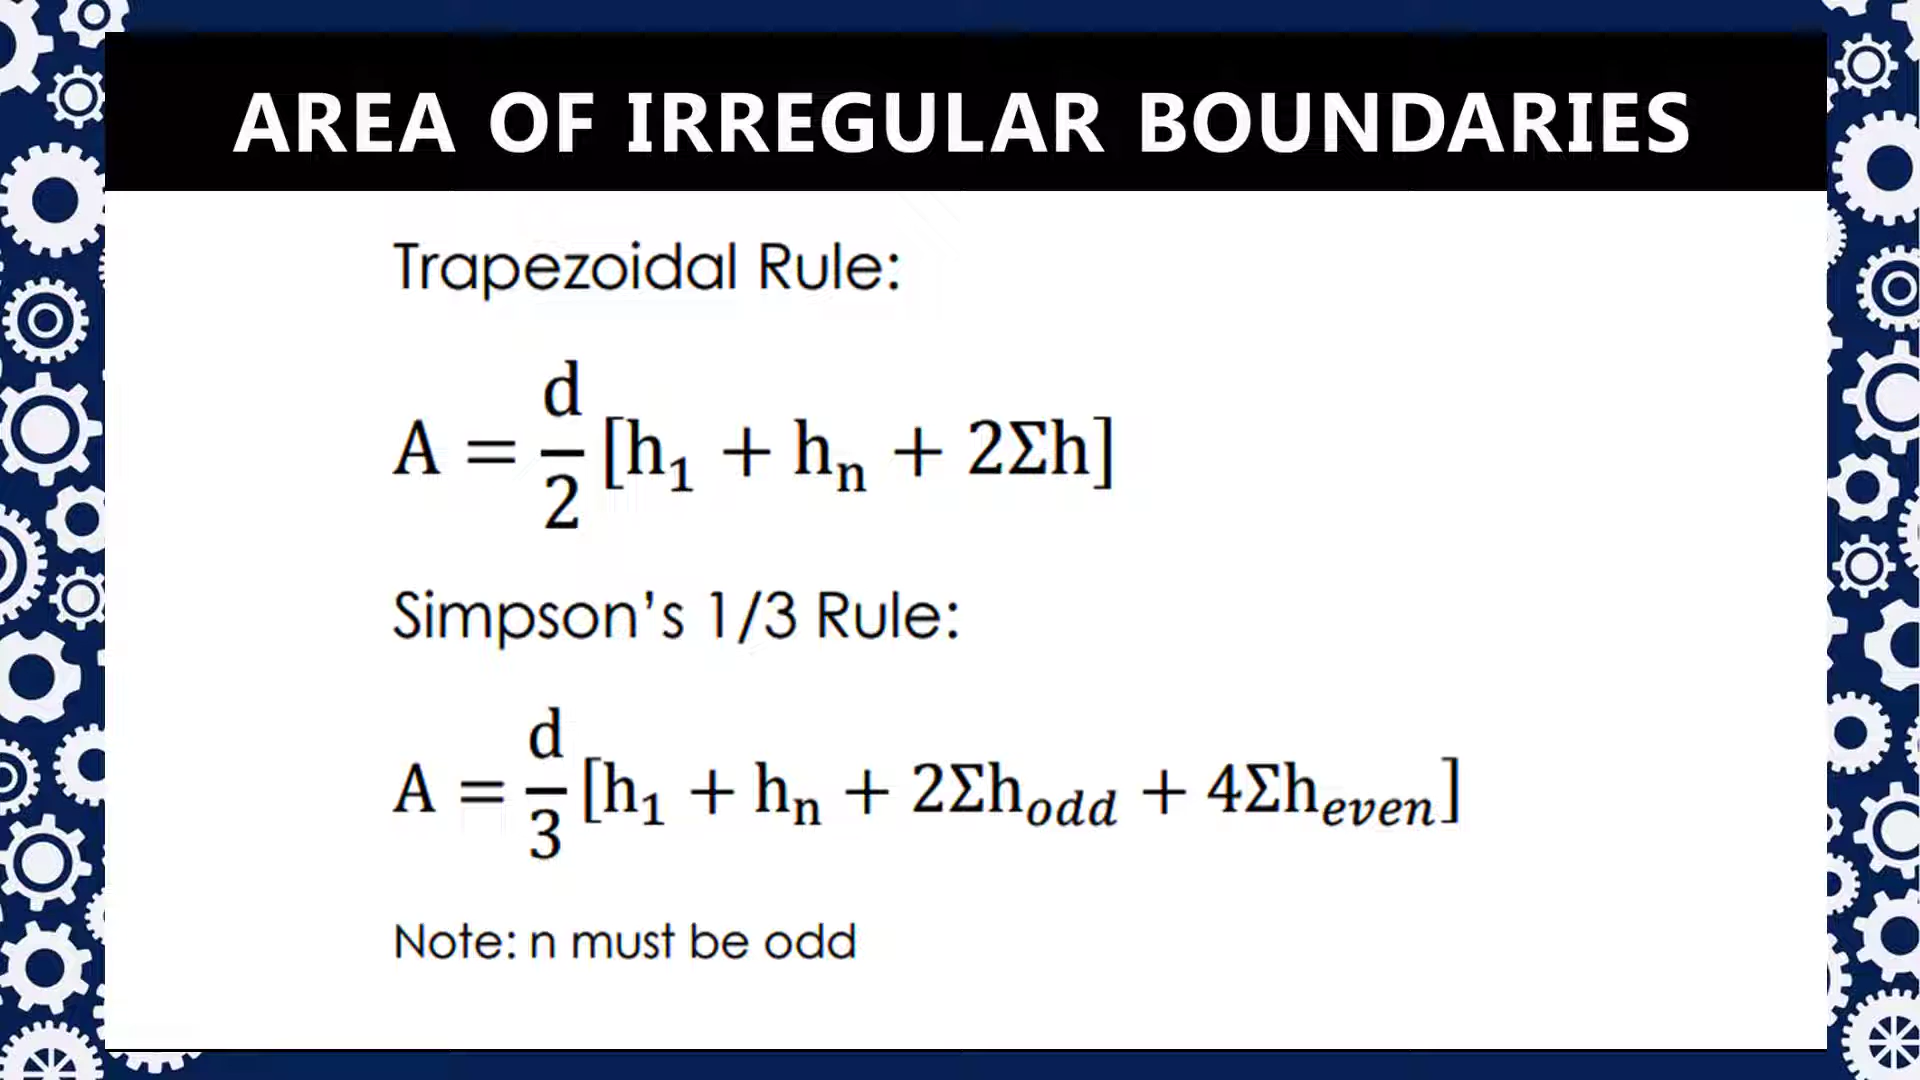 AREA OF IRREGULAR BOUNDARIES
Trapezoidal Rule:
A = d/2 [h₁ + hₙ + 2Σh]
Simpson’s 1/3 Rule:
A = d/3 [h₁ + hₙ + 2Σh_odd + 4Σh_even]
Note: n must be odd